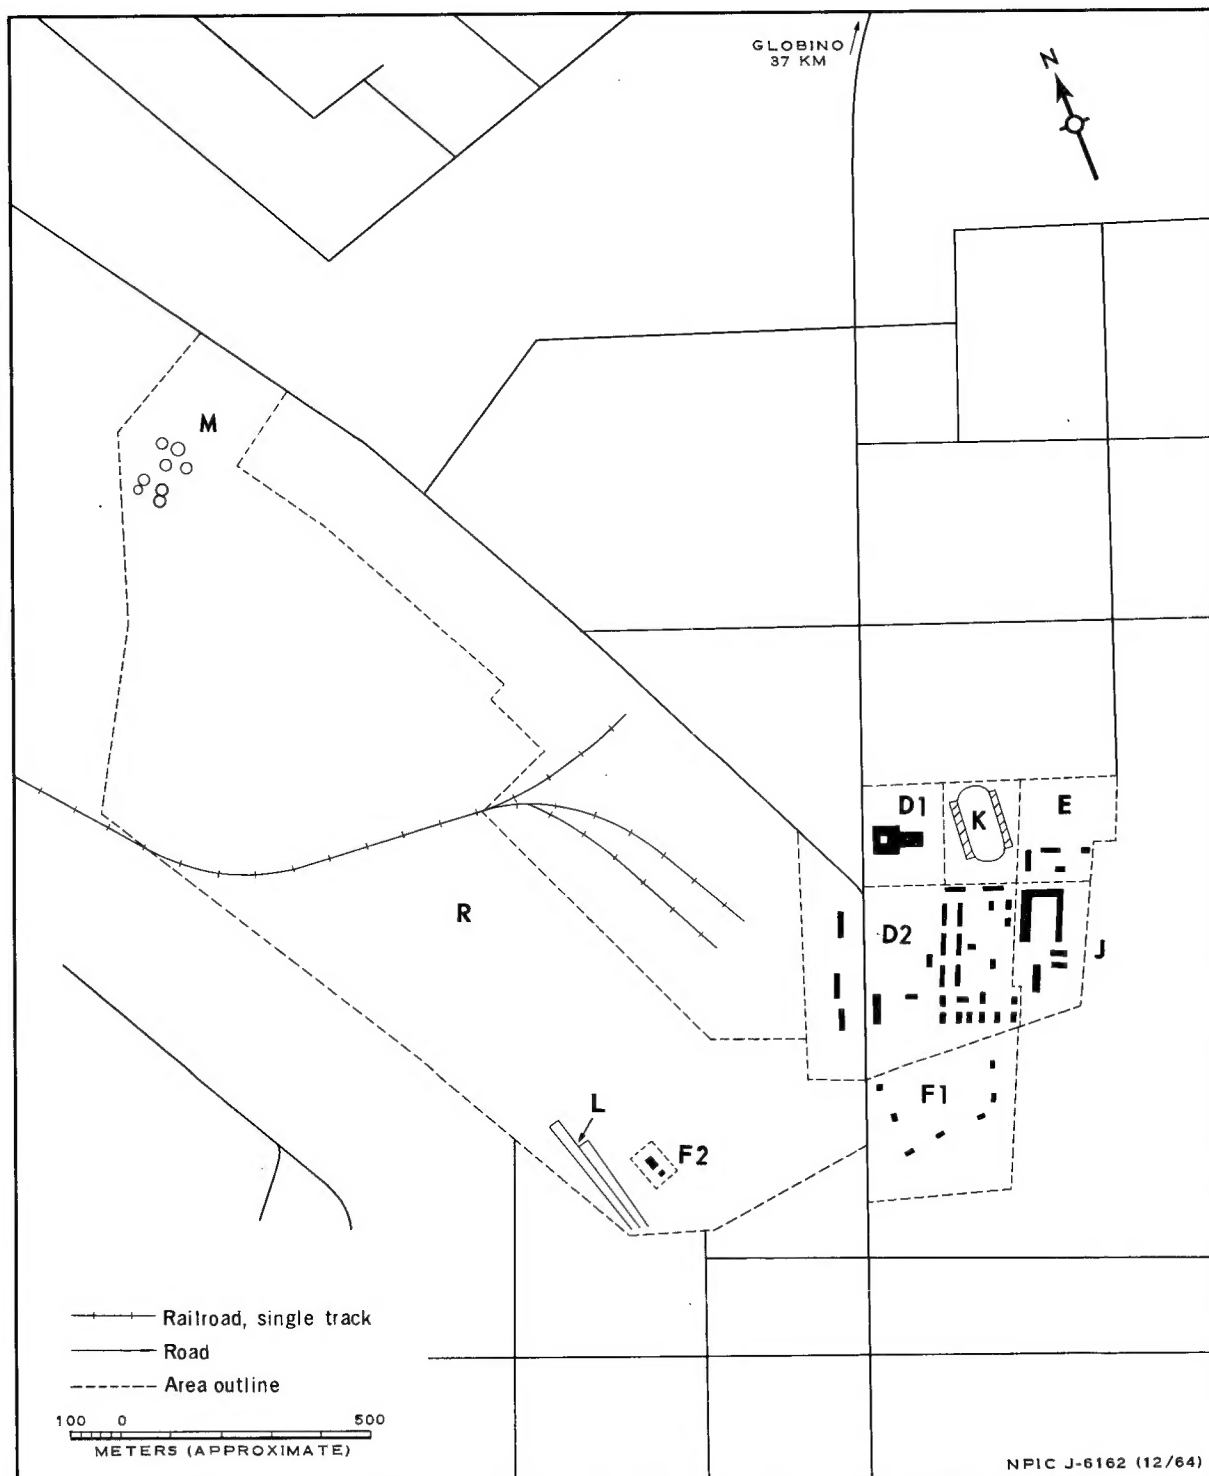 GLOBINO
37 KM
N
M
D1
K
E
R
D2
J
F1
L
F2
Railroad, single track
Road
Area outline
100 0 500
METERS (APPROXIMATE)
NPIC J-6162 (12/64)